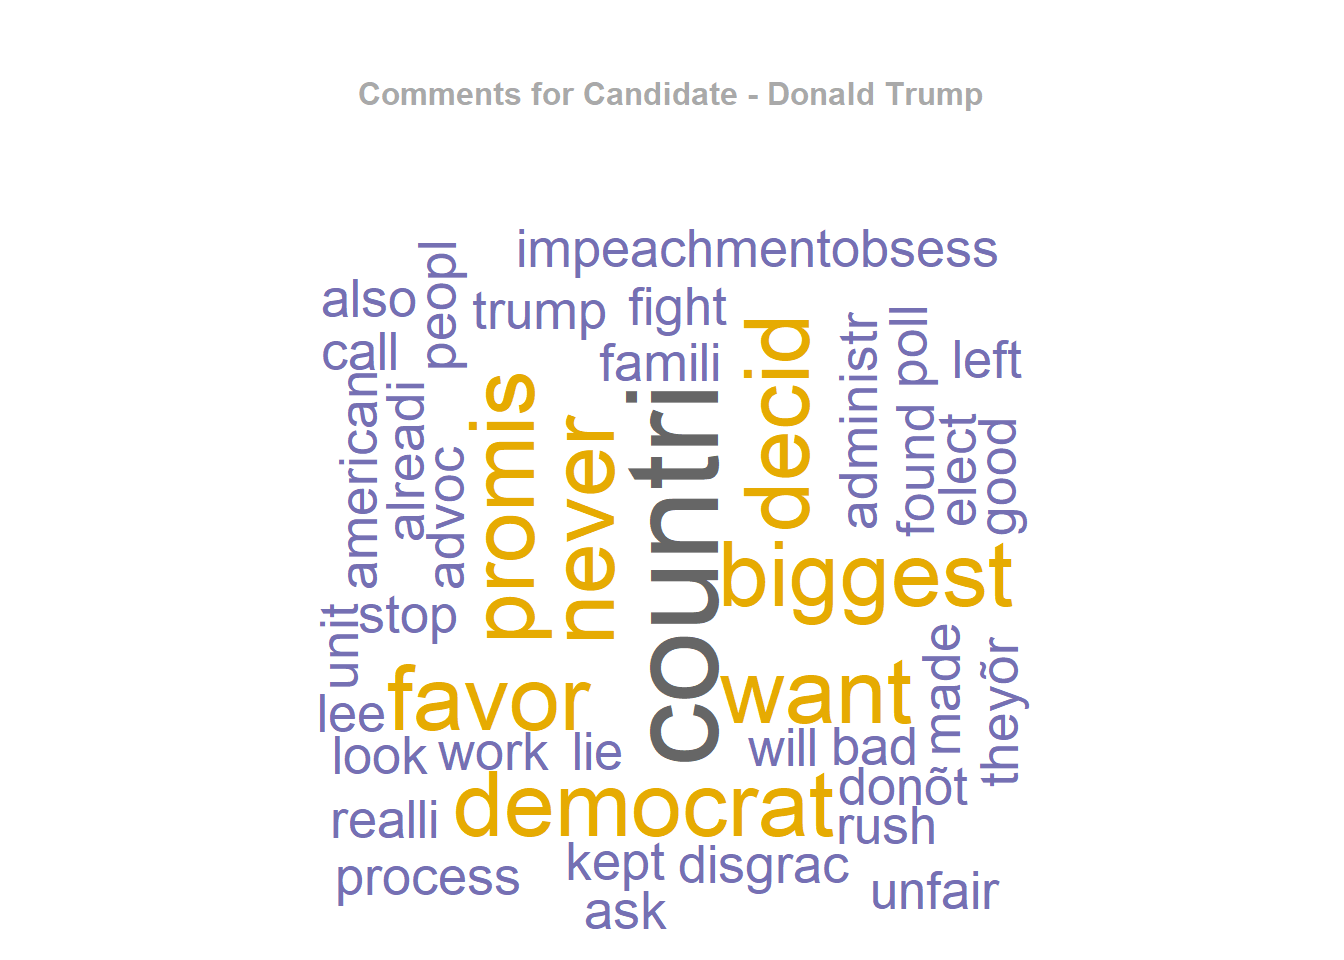 Comments for Candidate - Donald Trump
impeachmentobsess
also
peopl
trump
fight
call
famili
decid
administr
poll
left
american
alreadi
advoc
promis
never
countri
found
elect
good
biggest
unit
stop
favor
want
made
theyõr
lee
look
work
lie
will
bad
donõt
realli
democrat
rush
process
kept
disgrac
unfair
ask